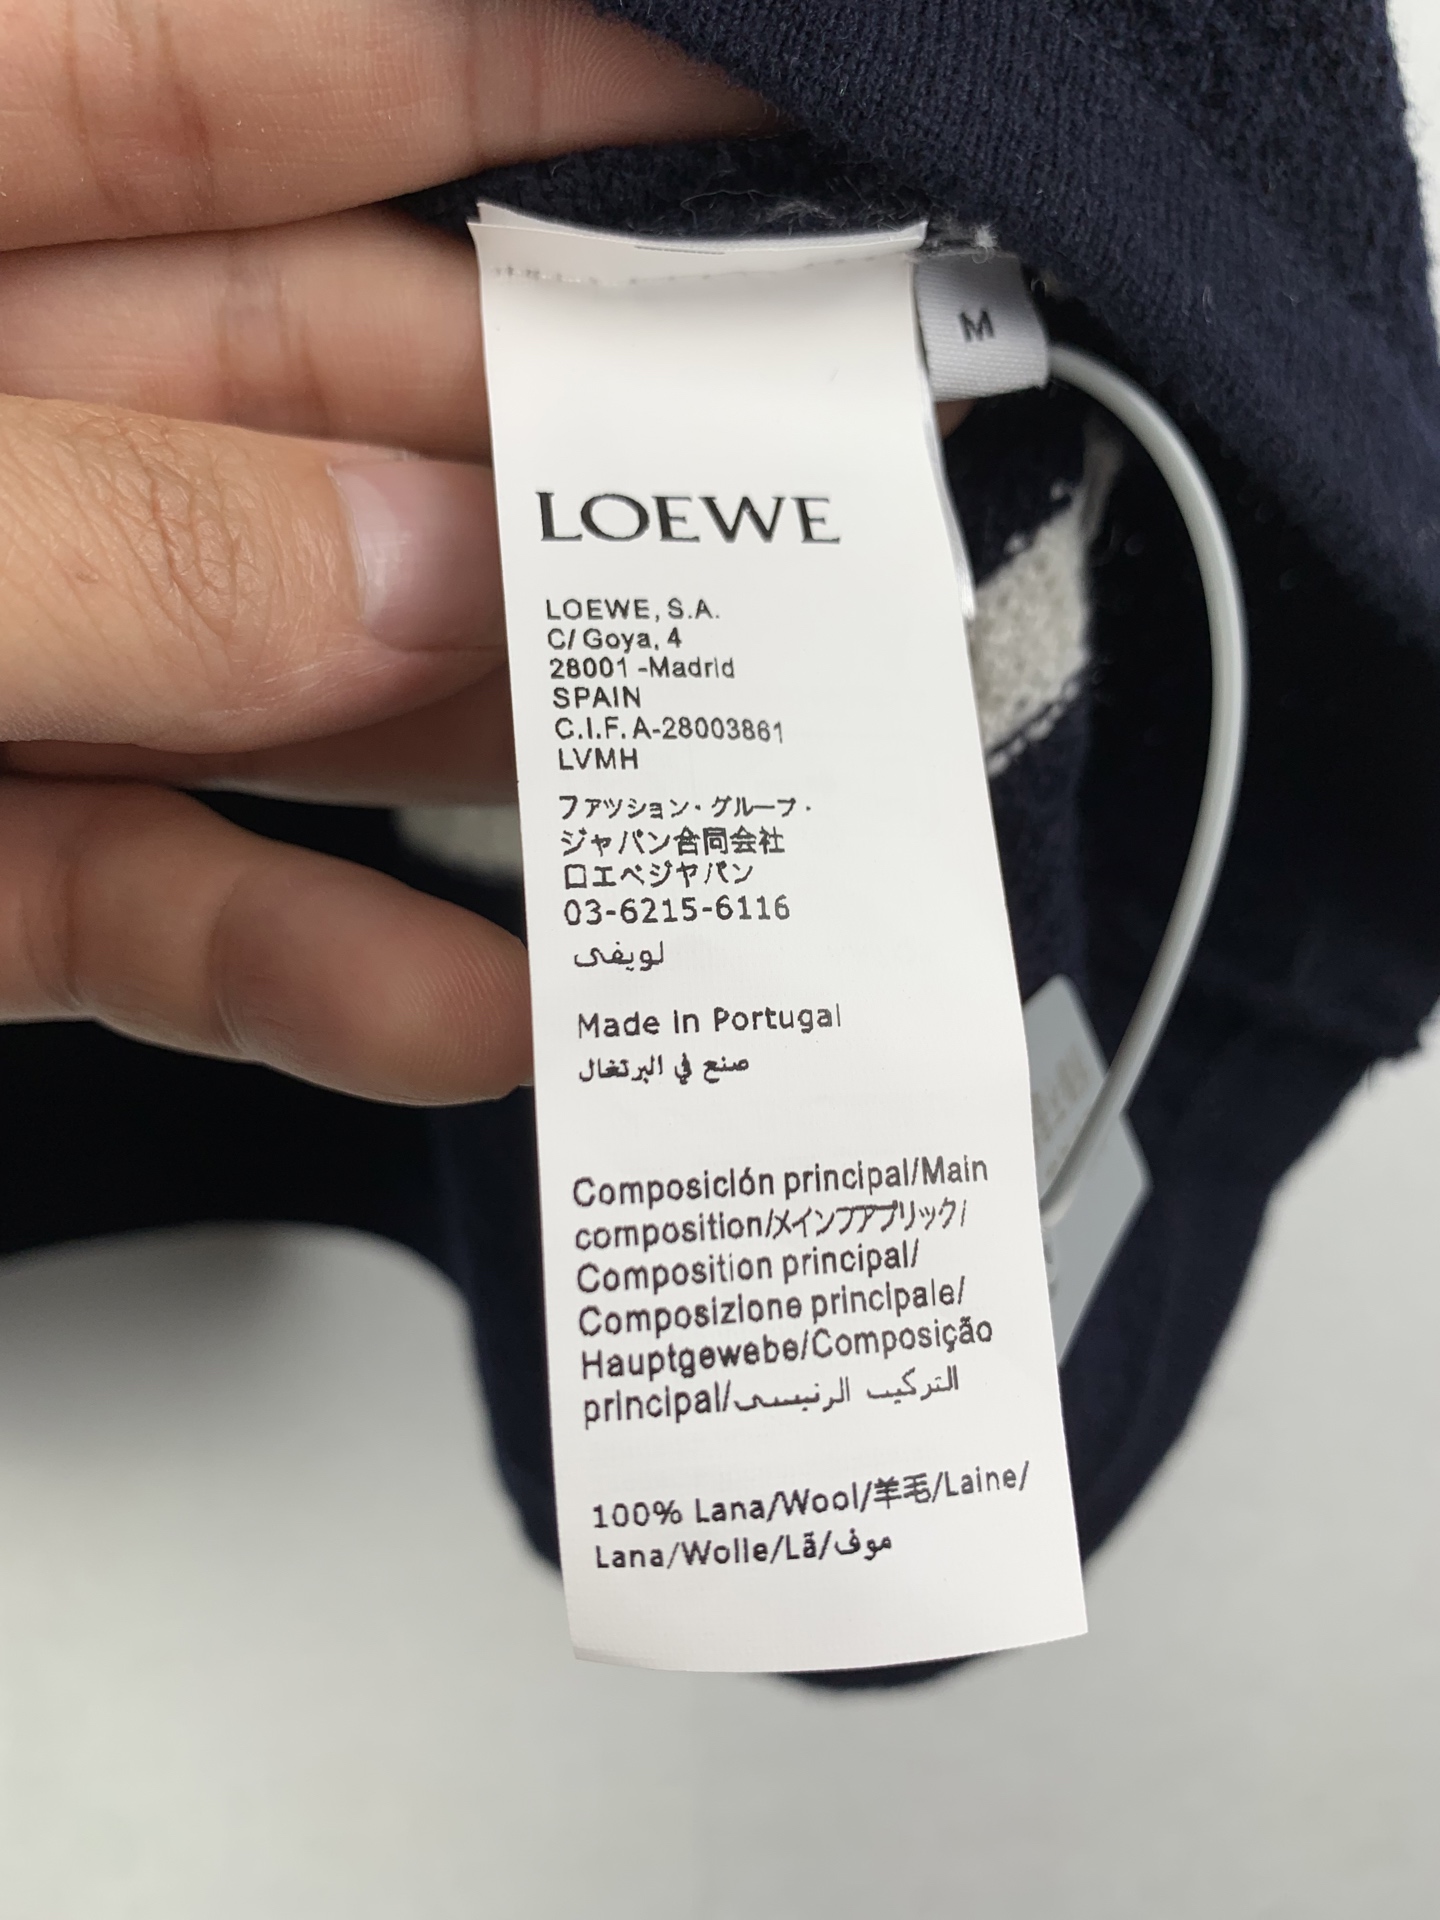 M
LOEWE
LOEWE, S.A.
C/ Goya, 4
28001 -Madrid
SPAIN
C.I.F. A-28003861
LVMH
ファッション・グループ・
ジャパン合同会社
ロエベジャパン
03-6215-6116
لويفى
Made in Portugal
صنع في البرتغال
Composición principal/Main
composition/メインファブリック/
Composition principal/
Composizione principale/
Hauptgewebe/Composição
principal/التركيب الرئيسى
100% Lana/Wool/羊毛/Laine/
Lana/Wolle/Lã/موف